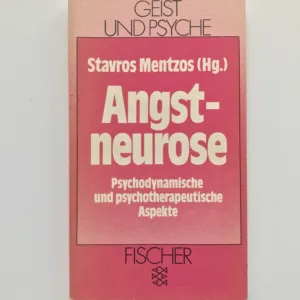 GEIST
UND PSYCHE
Stavros Mentzos (Hg.)
Angst-
neurose
Psychodynamische
und psychotherapeutische
Aspekte
FISCHER